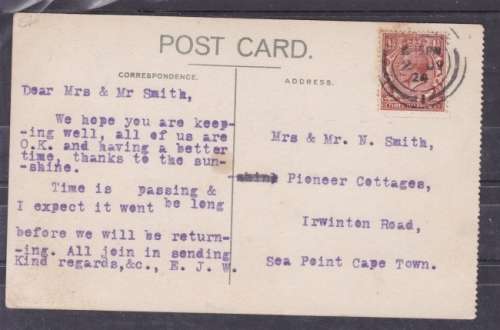 POST CARD.
CORRESPONDENCE.
ADDRESS.
Dear Mrs & Mr Smith,
We hope you are keep-
-ing well, all of us are
O.K. and having a better
time, thanks to the sun-
-shine.
Time is passing &
I expect it wont be long
before we will be return-
-ing. All join in sending
Kind regards,&c., E. J. W.
Mrs & Mr. N. Smith,
Pioneer Cottages,
Irwinton Road,
Sea Point Cape Town.
PM
24